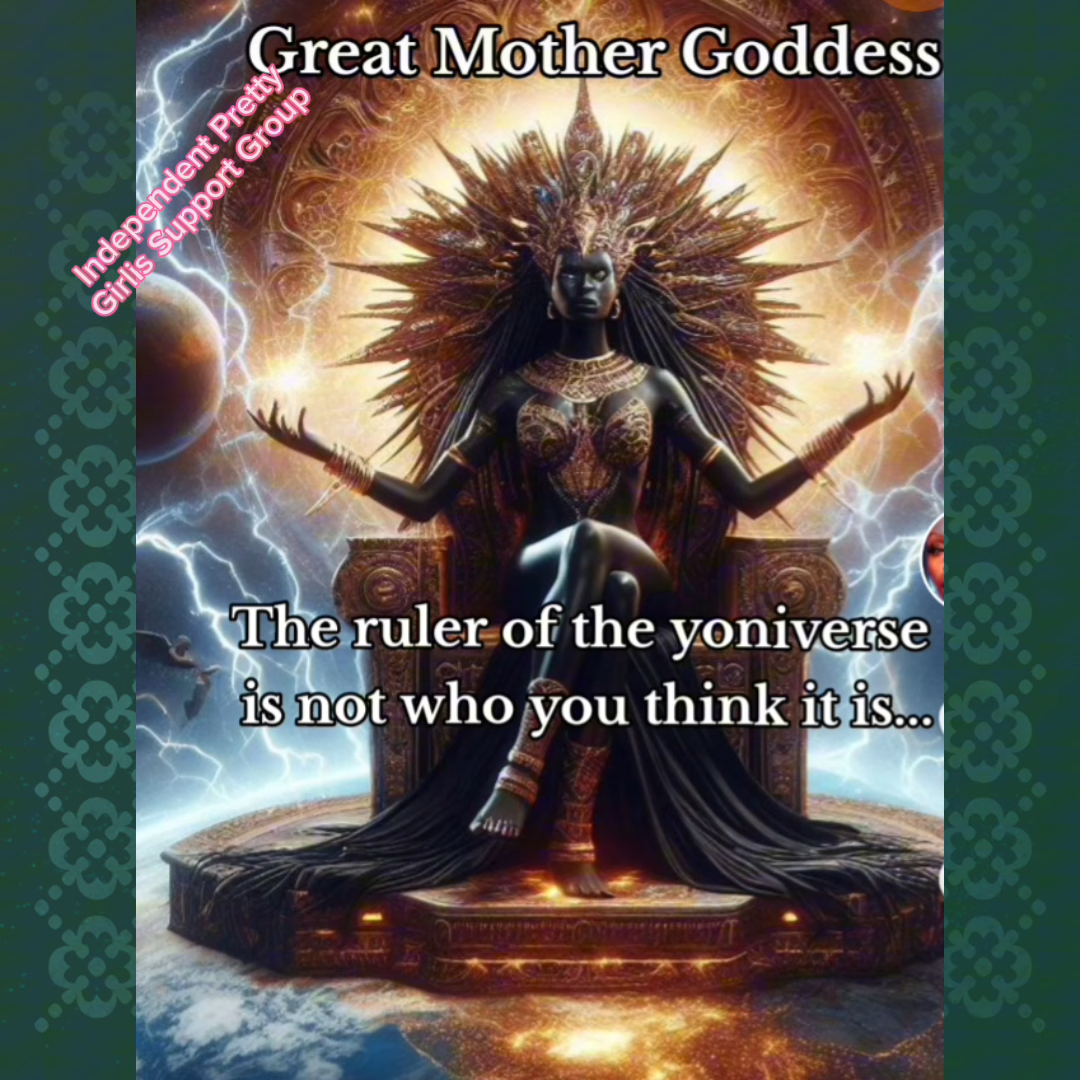 Great Mother Goddess
Independent Pretty
Girlis Support Group
The ruler of the yoniverse
is not who you think it is...